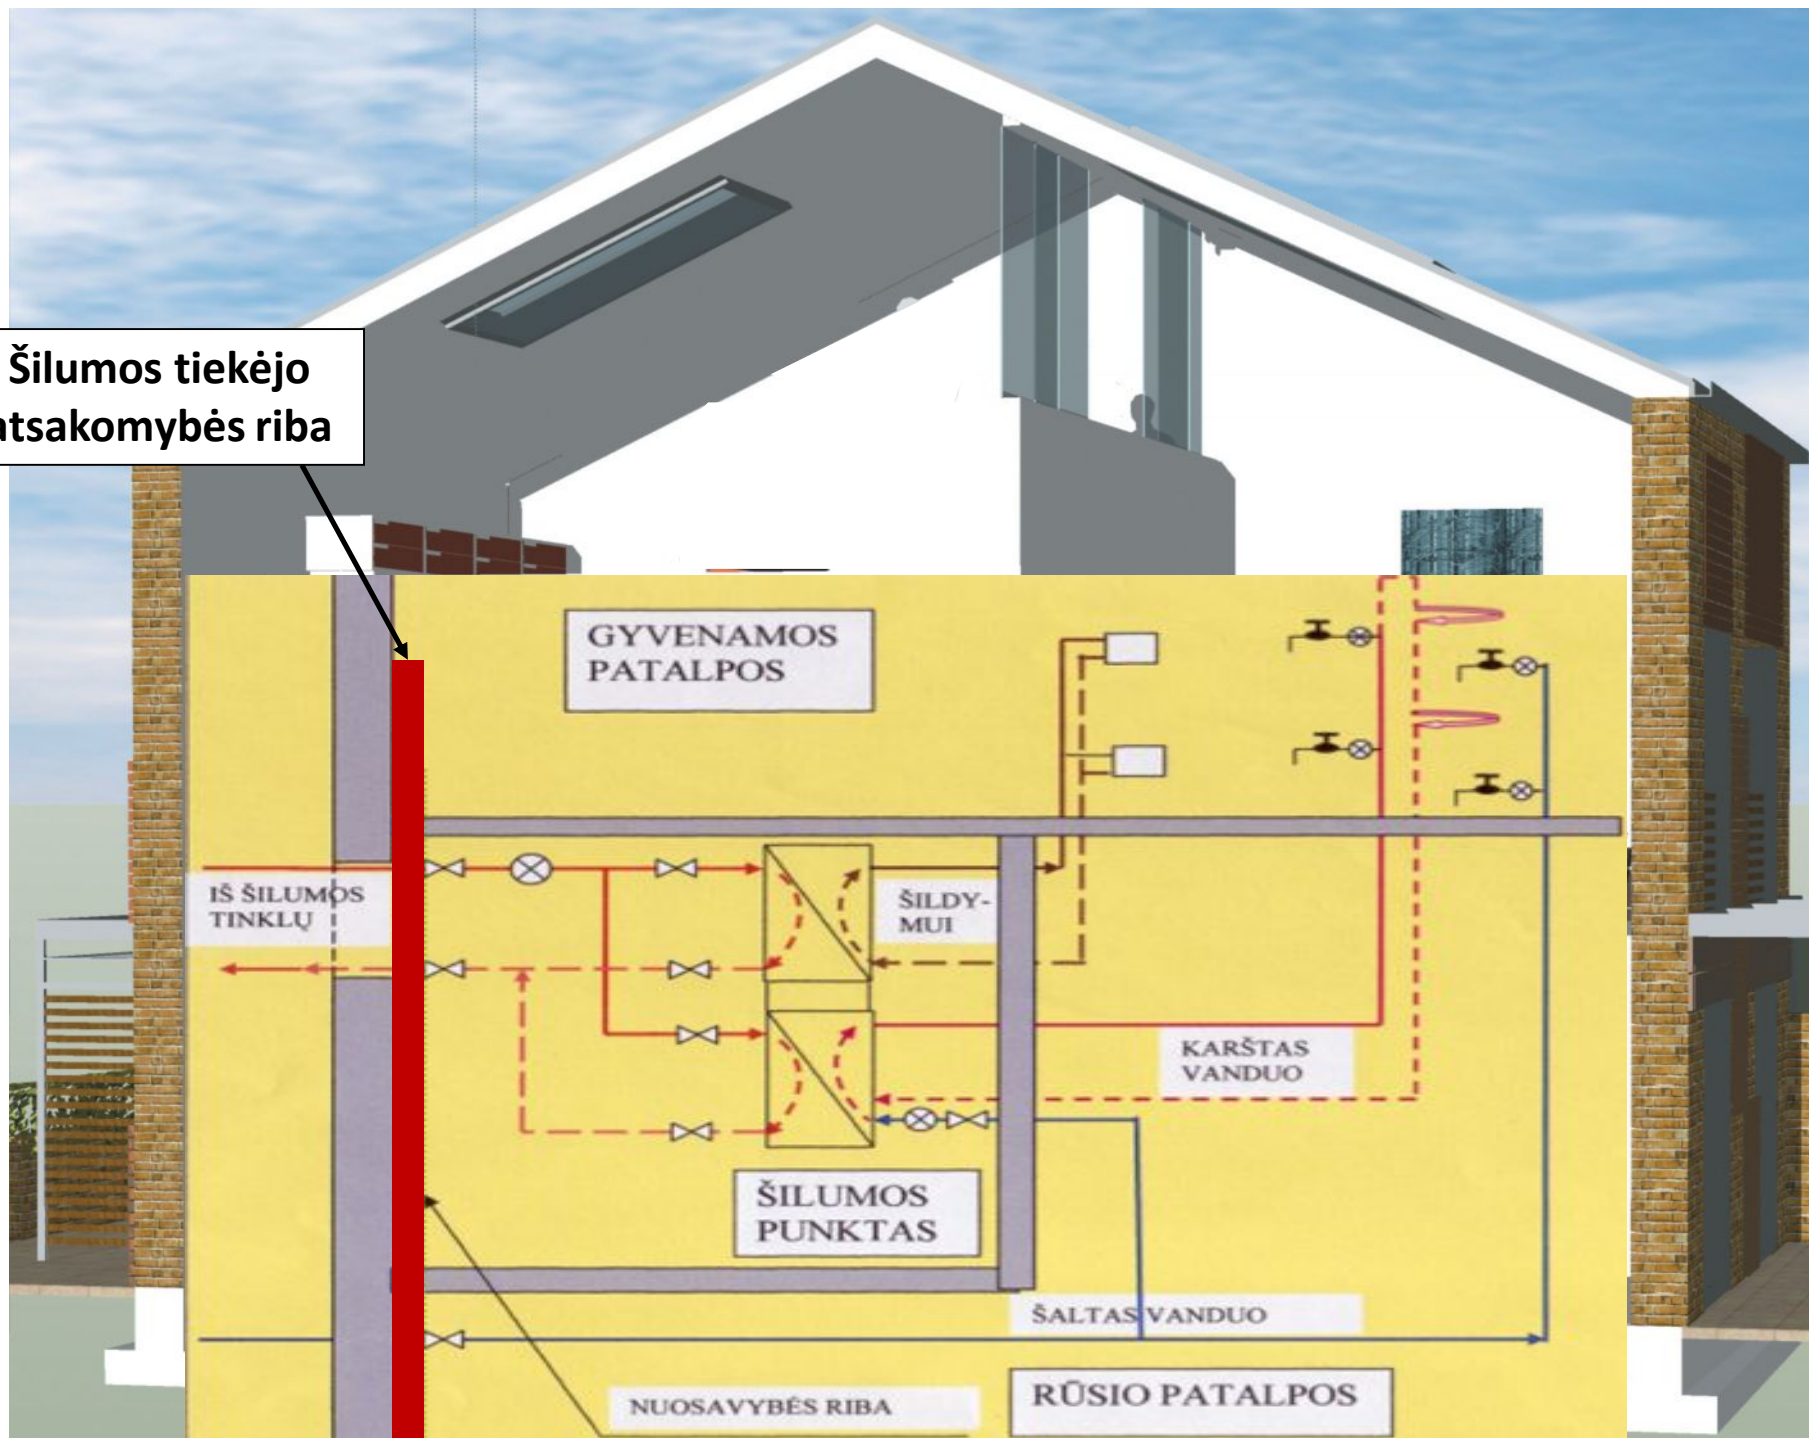 Šilumos tiekėjo
atsakomybės riba
GYVENAMOS
PATALPOS
IŠ ŠILUMOS
TINKLŲ
ŠILDY-
MUI
KARŠTAS
VANDUO
ŠILUMOS
PUNKTAS
ŠALTAS VANDUO
NUOSAVYBĖS RIBA
RŪSIO PATALPOS